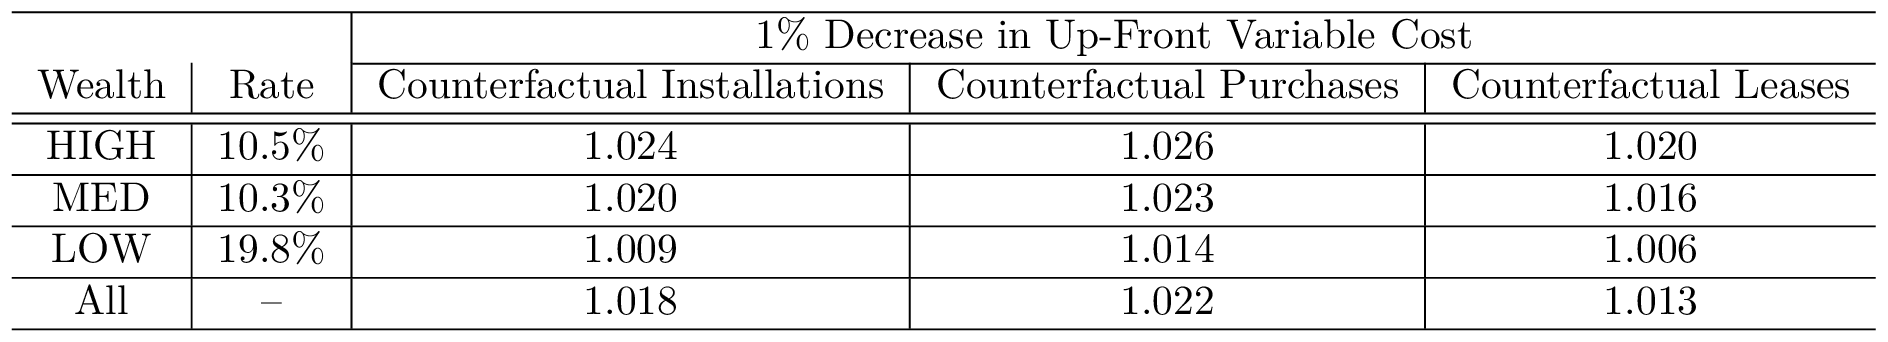 1% Decrease in Up-Front Variable Cost
Wealth Rate Counterfactual Installations Counterfactual Purchases Counterfactual Leases
HIGH 10.5% 1.024 1.026 1.020
MED 10.3% 1.020 1.023 1.016
LOW 19.8% 1.009 1.014 1.006
All – 1.018 1.022 1.013